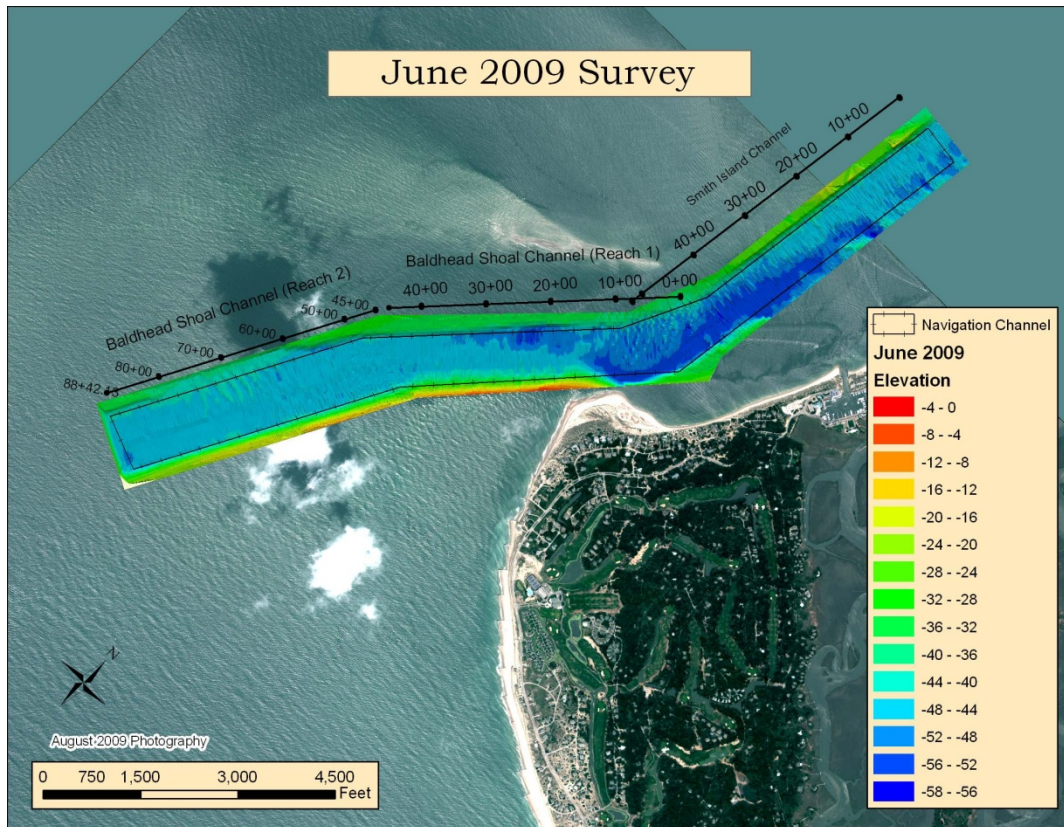 June 2009 Survey
10+00
20+00
30+00
40+00
Smith Island Channel
Baldhead Shoal Channel (Reach 1)
40+00
30+00
20+00
10+00
0+00
Baldhead Shoal Channel (Reach 2)
45+00
50+00
60+00
70+00
80+00
Navigation Channel
June 2009
Elevation
-4 - 0
-8 - -4
-12 - -8
-16 - -12
-20 - -16
-24 - -20
-28 - -24
-32 - -28
-36 - -32
-40 - -36
-44 - -40
-48 - -44
-52 - -48
-56 - -52
-58 - -56
N
August 2009 Photography
0 750 1,500 3,000 4,500
Feet